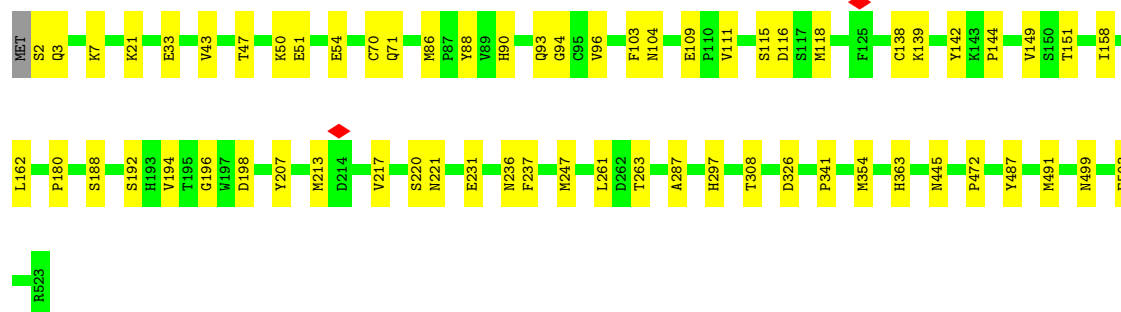 MET S2 Q3 K7 K21 E33 V43 T47 K50 E51 E54 C70 Q71 M86 P87 Y88 V89 H90 Q93 G94 C95 V96 F103 N104 E109 P110 V111 S115 D116 S117 M118 F125 C138 K139 Y142 K143 P144 V149 S150 T151 I158
L162 P180 S188 S192 H193 V194 T195 G196 W197 D198 Y207 M213 D214 V217 S220 N221 E231 N236 F237 M247 L261 D262 T263 A287 H297 T308 D326 P341 M354 H363 N445 P472 Y487 M491 N499
R523